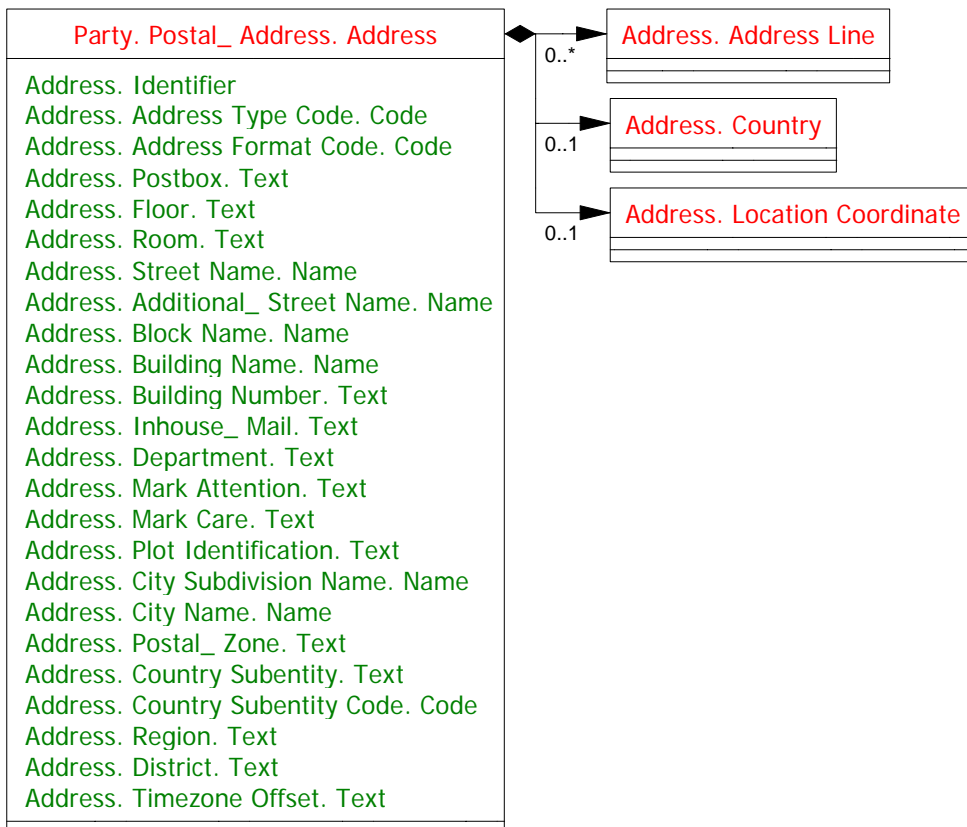 Party. Postal_ Address. Address
Address. Identifier
Address. Address Type Code. Code
Address. Address Format Code. Code
Address. Postbox. Text
Address. Floor. Text
Address. Room. Text
Address. Street Name. Name
Address. Additional_ Street Name. Name
Address. Block Name. Name
Address. Building Name. Name
Address. Building Number. Text
Address. Inhouse_ Mail. Text
Address. Department. Text
Address. Mark Attention. Text
Address. Mark Care. Text
Address. Plot Identification. Text
Address. City Subdivision Name. Name
Address. City Name. Name
Address. Postal_ Zone. Text
Address. Country Subentity. Text
Address. Country Subentity Code. Code
Address. Region. Text
Address. District. Text
Address. Timezone Offset. Text
0..*
Address. Address Line
0..1
Address. Country
0..1
Address. Location Coordinate